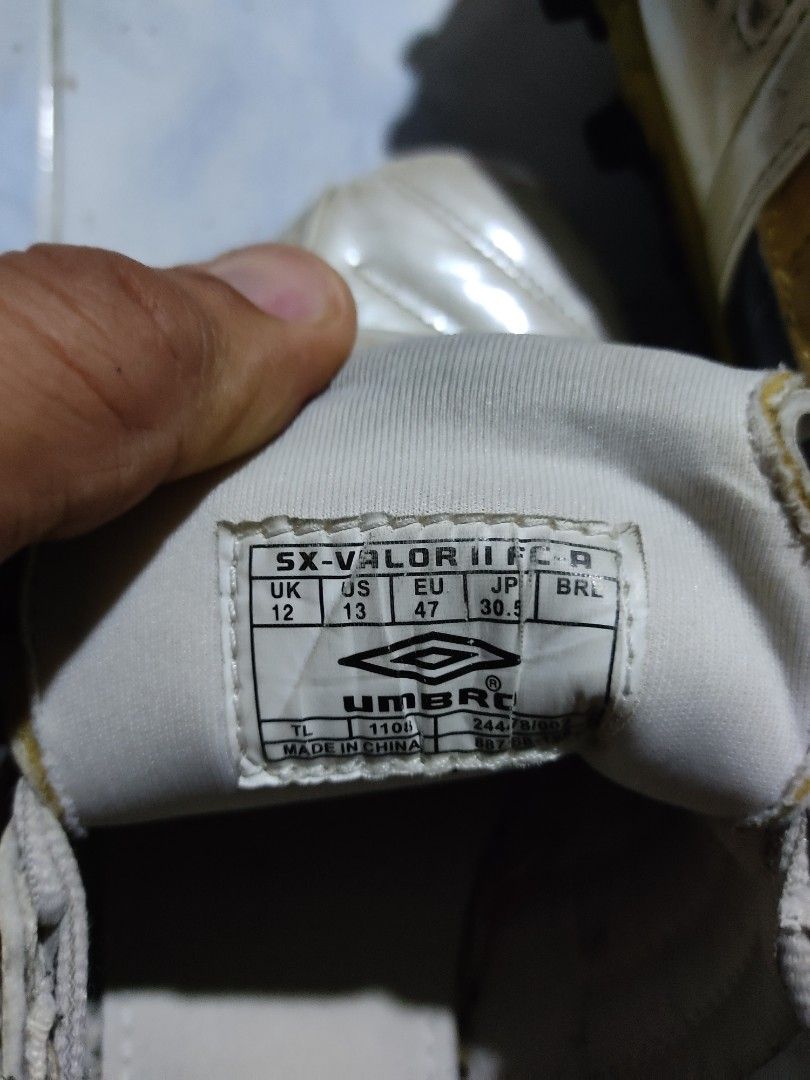 SX-VALOR II FC-A
UK US EU JP BRL
12 13 47 30.5
UMBRO
®
TL 1108
MADE IN CHINA